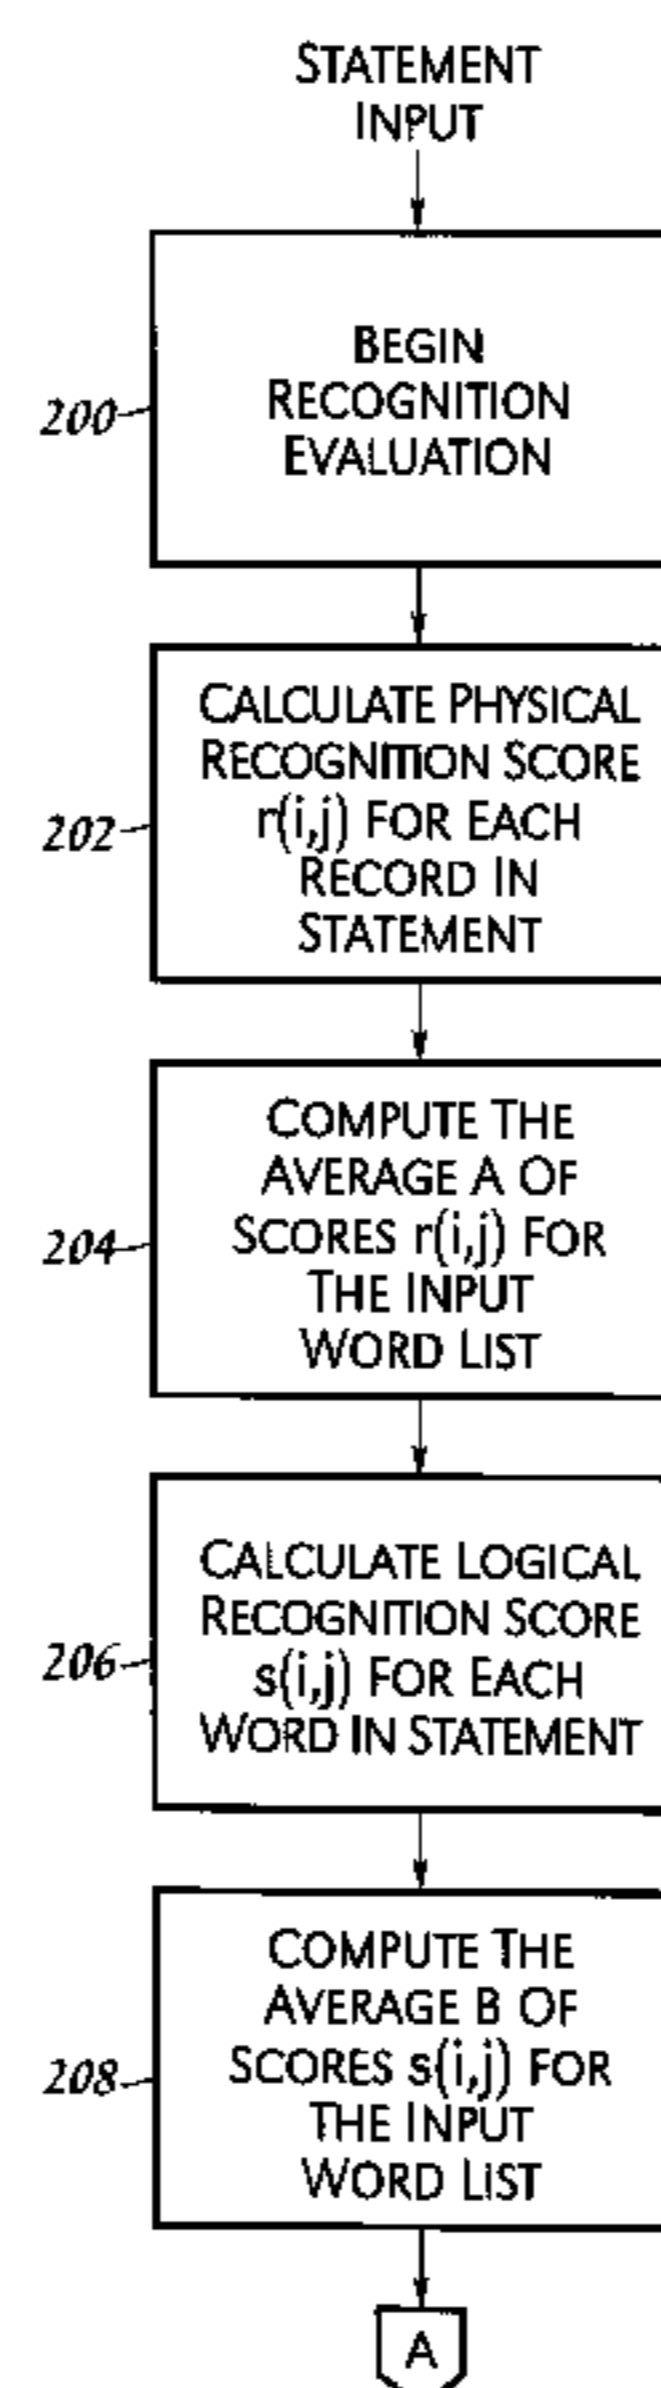 STATEMENT
INPUT
BEGIN
RECOGNITION
EVALUATION
200
CALCULATE PHYSICAL
RECOGNITION SCORE
r(i,j) FOR EACH
RECORD IN
STATEMENT
202
COMPUTE THE
AVERAGE A OF
SCORES r(i,j) FOR
THE INPUT
WORD LIST
204
CALCULATE LOGICAL
RECOGNITION SCORE
s(i,j) FOR EACH
WORD IN STATEMENT
206
COMPUTE THE
AVERAGE B OF
SCORES s(i,j) FOR
THE INPUT
WORD LIST
208
A